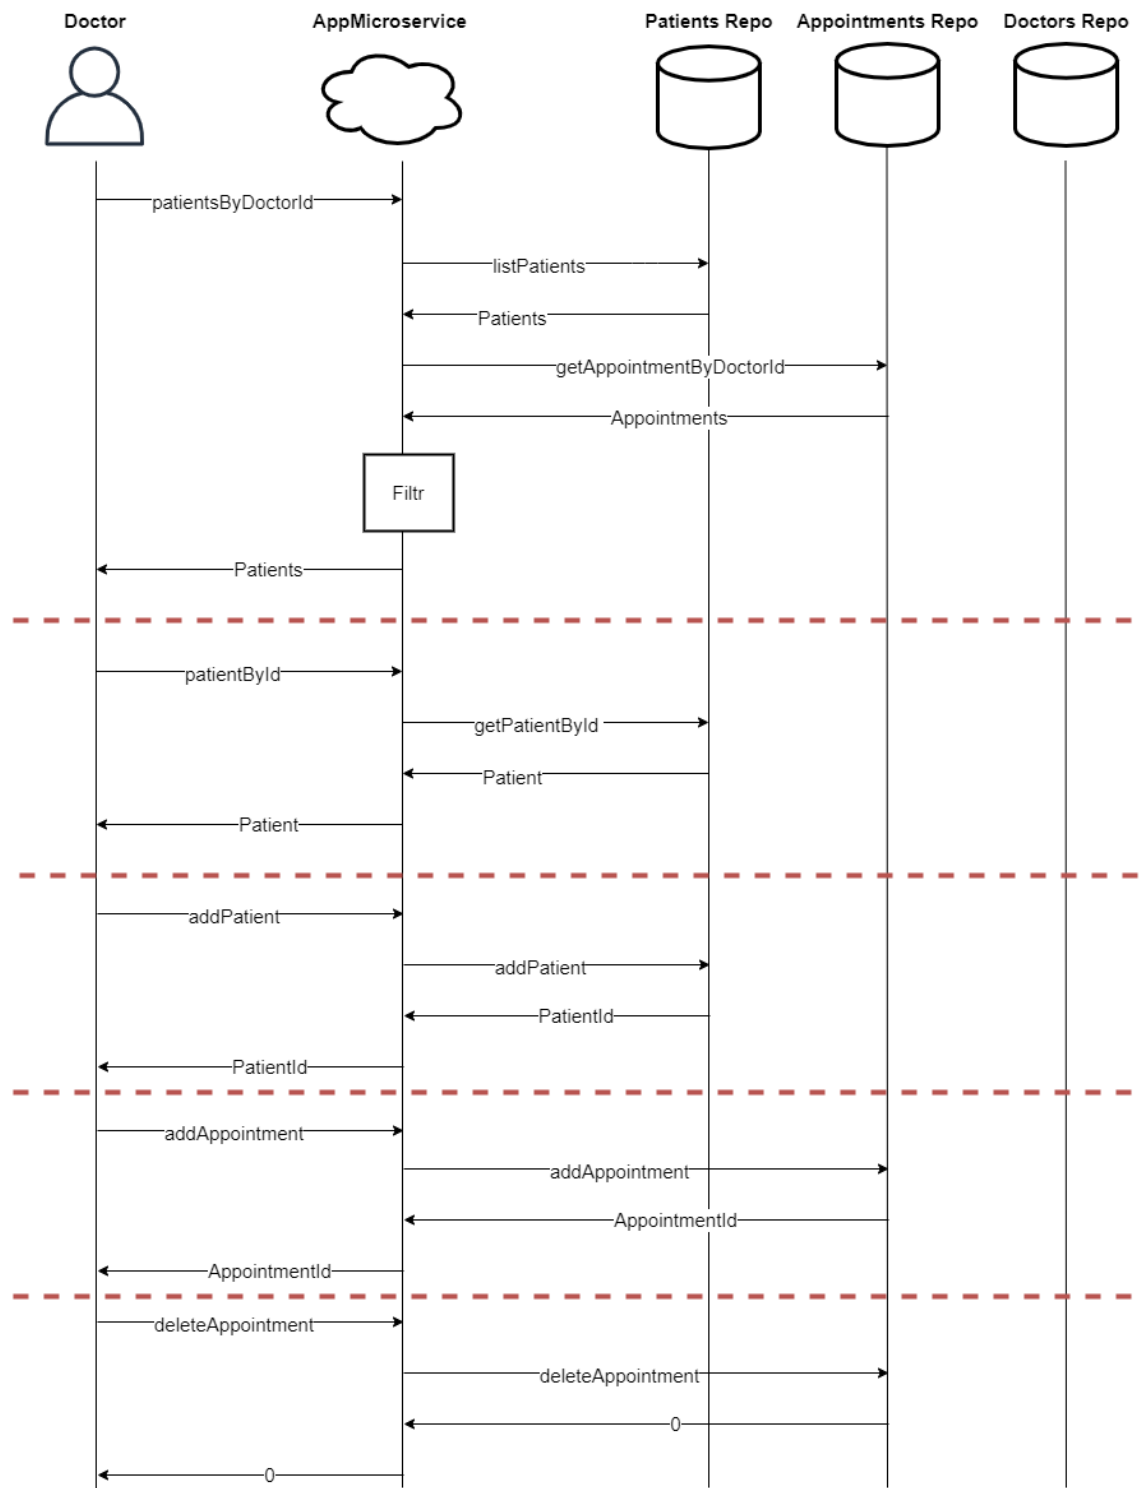 Doctor
AppMicroservice
Patients Repo
Appointments Repo
Doctors Repo
patientsByDoctorId
listPatients
Patients
getAppointmentByDoctorId
Appointments
Filtr
Patients
patientById
getPatientById
Patient
Patient
addPatient
addPatient
PatientId
PatientId
addAppointment
addAppointment
AppointmentId
AppointmentId
deleteAppointment
deleteAppointment
0
0